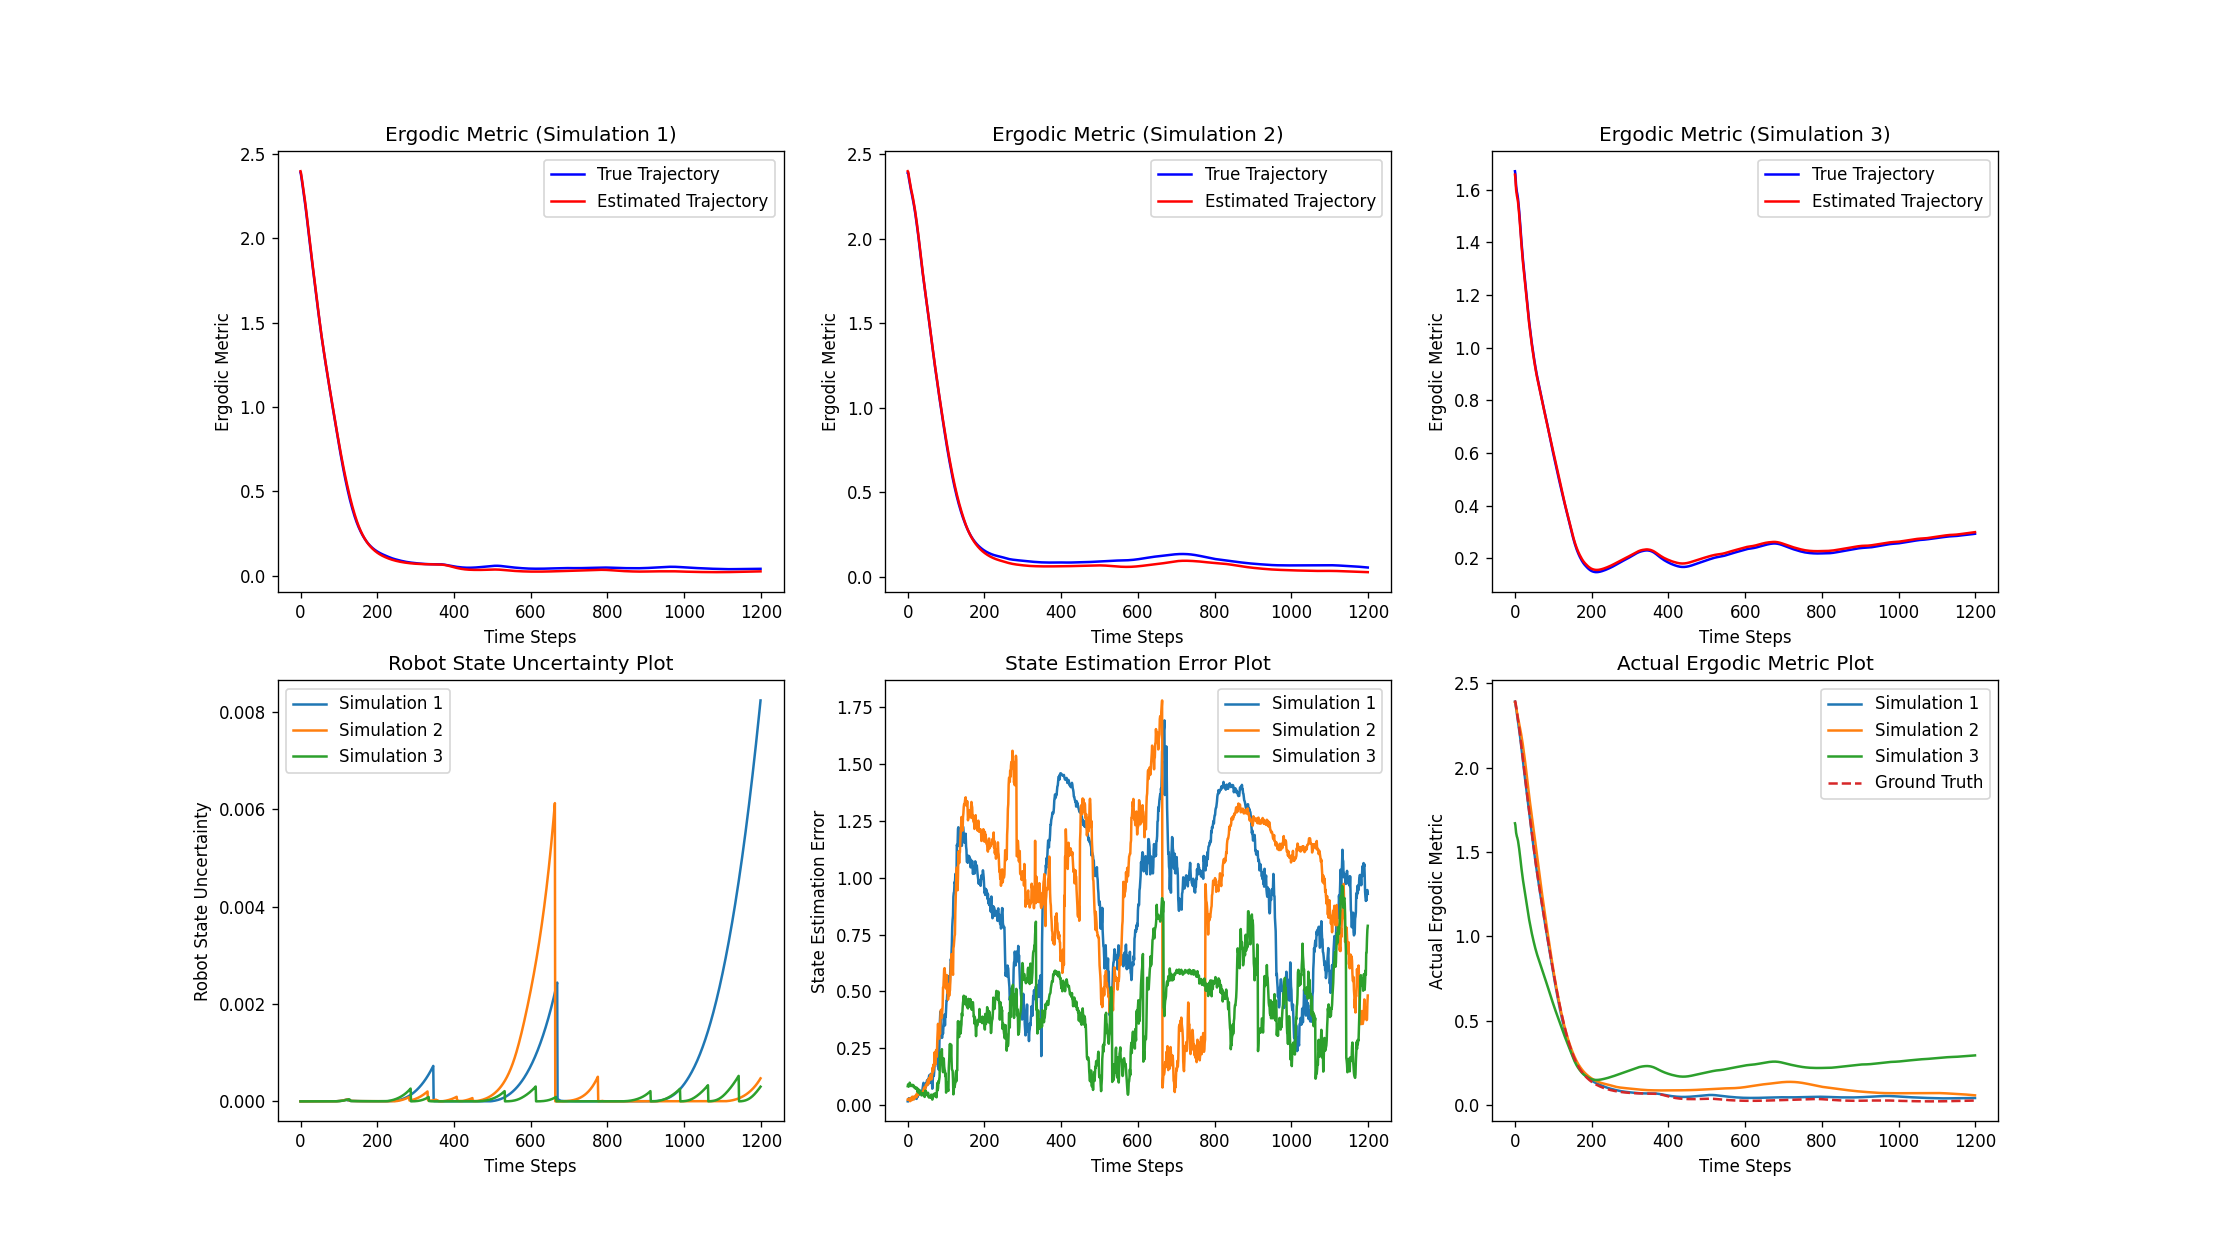 Ergodic Metric (Simulation 1)
Ergodic Metric
2.5
2.0
1.5
1.0
0.5
0.0
True Trajectory
Estimated Trajectory
0 200 400 600 800 1000 1200
Time Steps
Ergodic Metric (Simulation 2)
Ergodic Metric
2.5
2.0
1.5
1.0
0.5
0.0
True Trajectory
Estimated Trajectory
0 200 400 600 800 1000 1200
Time Steps
Ergodic Metric (Simulation 3)
Ergodic Metric
1.6
1.4
1.2
1.0
0.8
0.6
0.4
0.2
True Trajectory
Estimated Trajectory
0 200 400 600 800 1000 1200
Time Steps
Robot State Uncertainty Plot
Robot State Uncertainty
0.008
0.006
0.004
0.002
0.000
Simulation 1
Simulation 2
Simulation 3
0 200 400 600 800 1000 1200
Time Steps
State Estimation Error Plot
State Estimation Error
1.75
1.50
1.25
1.00
0.75
0.50
0.25
0.00
Simulation 1
Simulation 2
Simulation 3
0 200 400 600 800 1000 1200
Time Steps
Actual Ergodic Metric Plot
Actual Ergodic Metric
2.5
2.0
1.5
1.0
0.5
0.0
Simulation 1
Simulation 2
Simulation 3
Ground Truth
0 200 400 600 800 1000 1200
Time Steps